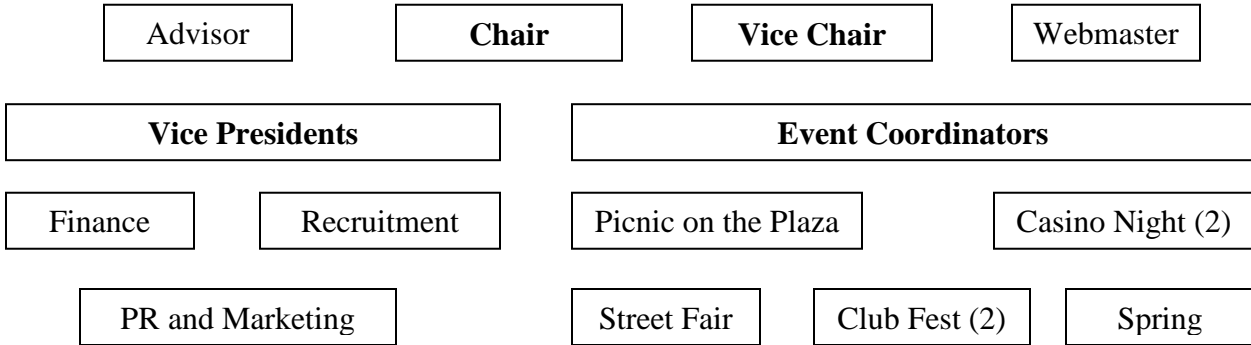 Advisor Chair Vice Chair Webmaster
Vice Presidents Event Coordinators
Finance Recruitment Picnic on the Plaza Casino Night (2)
PR and Marketing Street Fair Club Fest (2) Spring